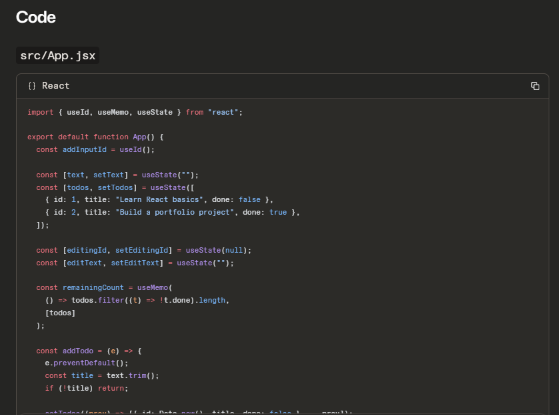 Code
src/App.jsx
{} React
import { useId, useMemo, useState } from "react";
export default function App() {
const addInputId = useId();
const [text, setText] = useState("");
const [todos, setTodos] = useState([
{ id: 1, title: "Learn React basics", done: false },
{ id: 2, title: "Build a portfolio project", done: true },
]);
const [editingId, setEditingId] = useState(null);
const [editText, setEditText] = useState("");
const remainingCount = useMemo(
() => todos.filter((t) => !t.done).length,
[todos]
);
const addTodo = (e) => {
e.preventDefault();
const title = text.trim();
if (!title) return;